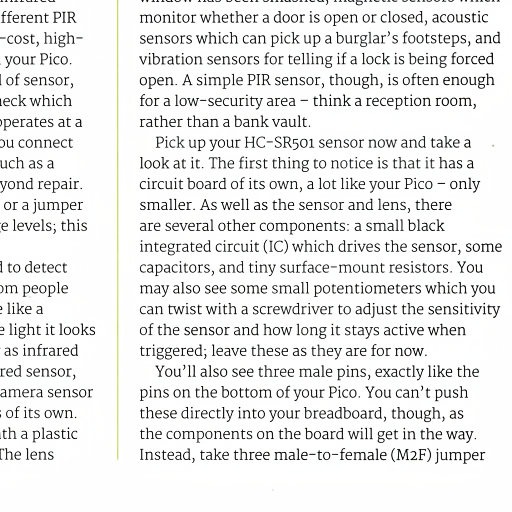 fferent PIR
-cost, high-
your Pico.
of sensor,
eck which
perates at a
ou connect
uch as a
yond repair.
or a jumper
e levels; this
to detect
om people
like a
light it looks
as infrared
red sensor,
amera sensor
of its own.
th a plastic
The lens
monitor whether a door is open or closed, acoustic
sensors which can pick up a burglar's footsteps, and
vibration sensors for telling if a lock is being forced
open. A simple PIR sensor, though, is often enough
for a low-security area – think a reception room,
rather than a bank vault.
Pick up your HC-SR501 sensor now and take a
look at it. The first thing to notice is that it has a
circuit board of its own, a lot like your Pico – only
smaller. As well as the sensor and lens, there
are several other components: a small black
integrated circuit (IC) which drives the sensor, some
capacitors, and tiny surface-mount resistors. You
may also see some small potentiometers which you
can twist with a screwdriver to adjust the sensitivity
of the sensor and how long it stays active when
triggered; leave these as they are for now.
You'll also see three male pins, exactly like the
pins on the bottom of your Pico. You can't push
these directly into your breadboard, though, as
the components on the board will get in the way.
Instead, take three male-to-female (M2F) jumper